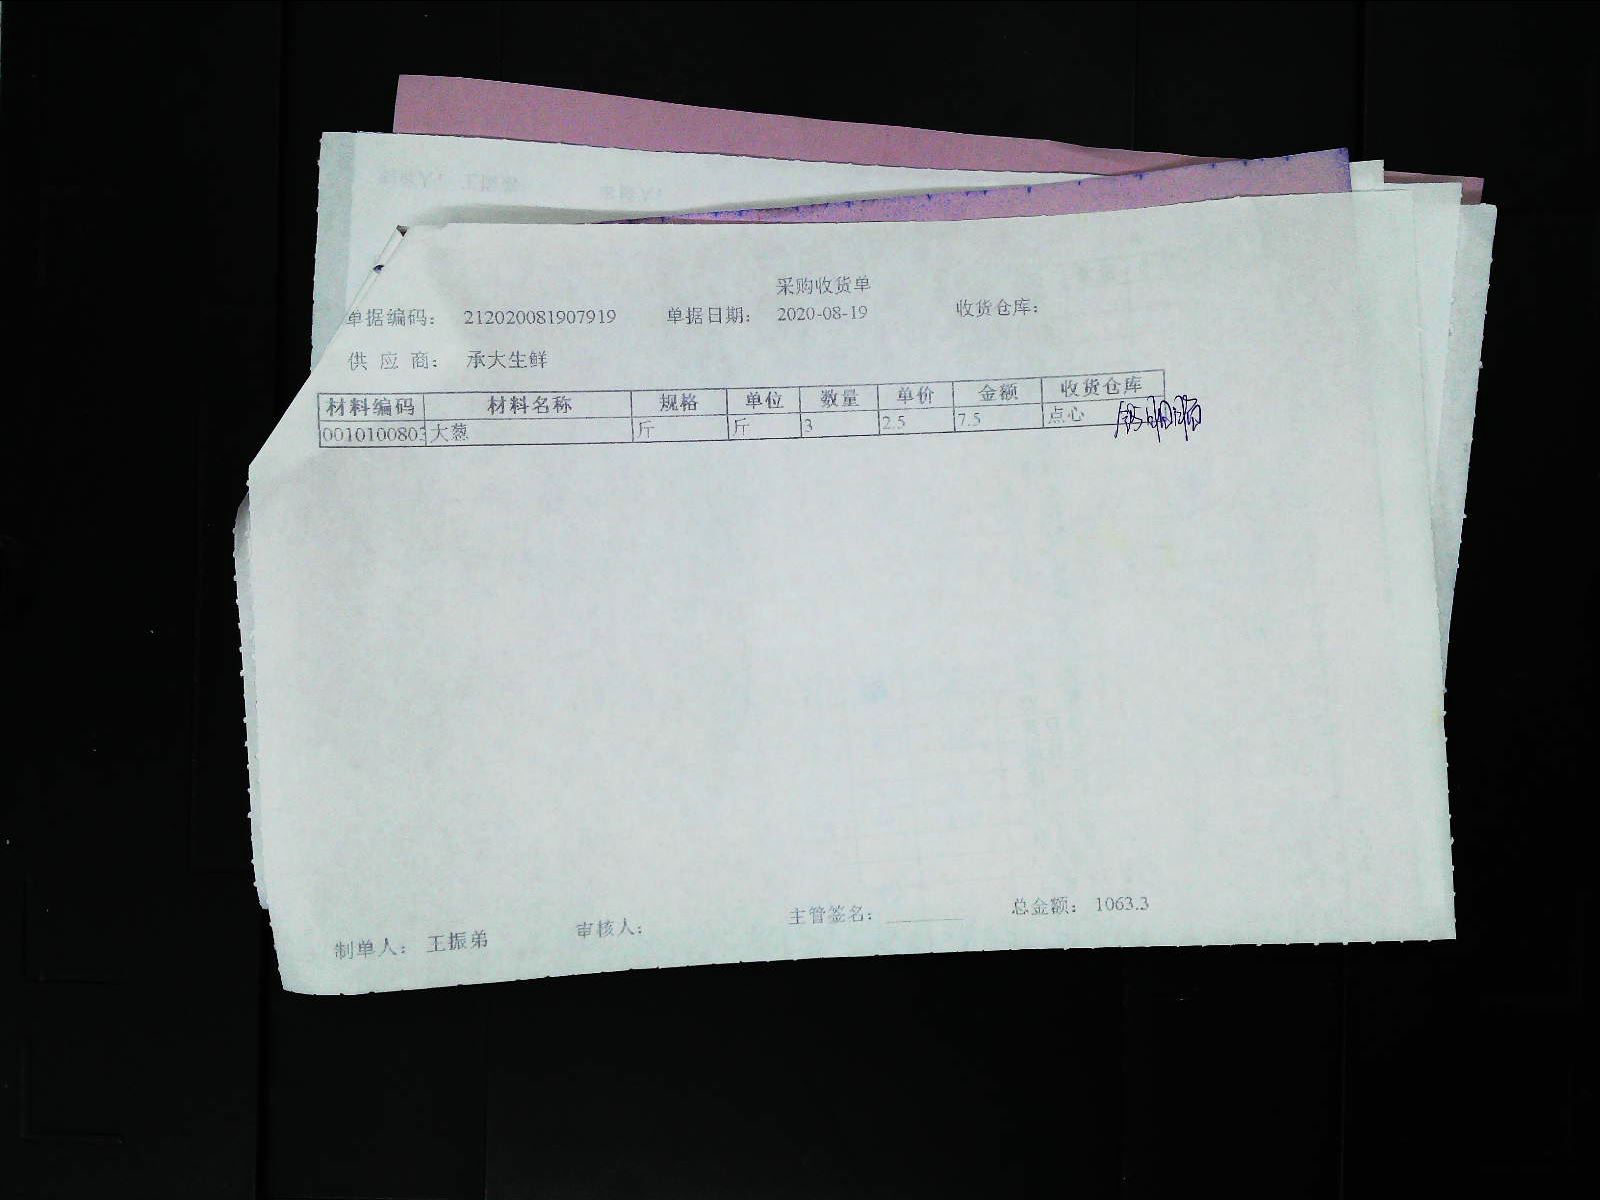 采购收货单
单据编码： 212020081907919 单据日期： 2020-08-19 收货仓库：
供 应 商： 承大生鲜
材料编码 材料名称 规格 单位 数量 单价 金额 收货仓库
0010100803 大葱 斤 斤 3 2.5 7.5 点心
制单人： 王振弟 审核人： 主管签名： 总金额： 1063.3